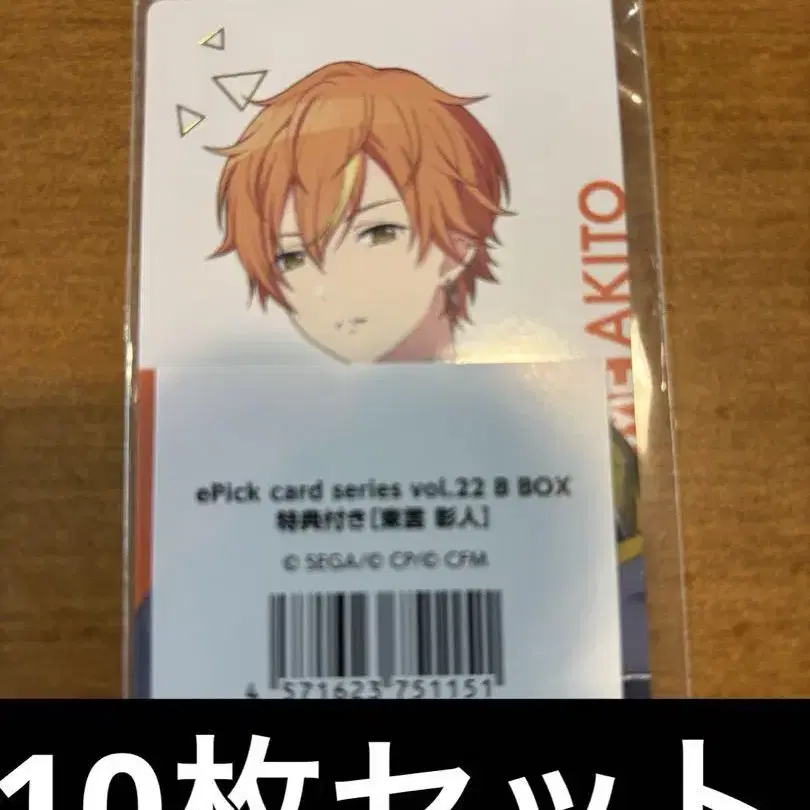 AKITO
ePick card series vol.22 B BOX
特典付き[東雲 彰人]
© SEGA/© CP/© CFM
4 571623 751151
10枚セット